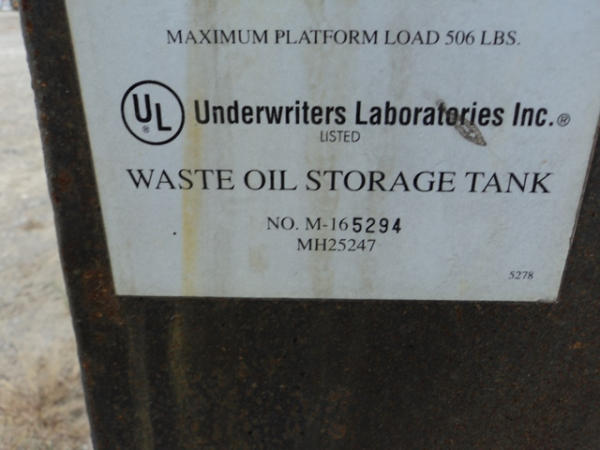 MAXIMUM PLATFORM LOAD 506 LBS.
UL® Underwriters Laboratories Inc.®
LISTED
WASTE OIL STORAGE TANK
NO. M-165294
MH25247
5278